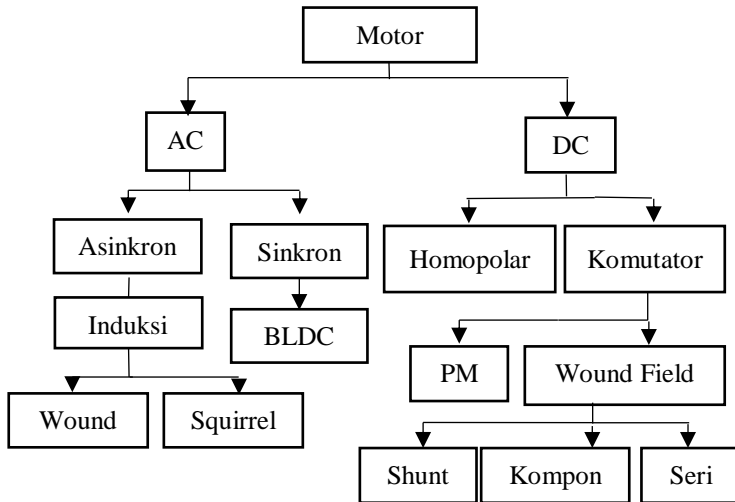 Motor
AC
DC
Asinkron
Sinkron
Homopolar
Komutator
Induksi
BLDC
PM
Wound Field
Wound
Squirrel
Shunt
Kompon
Seri